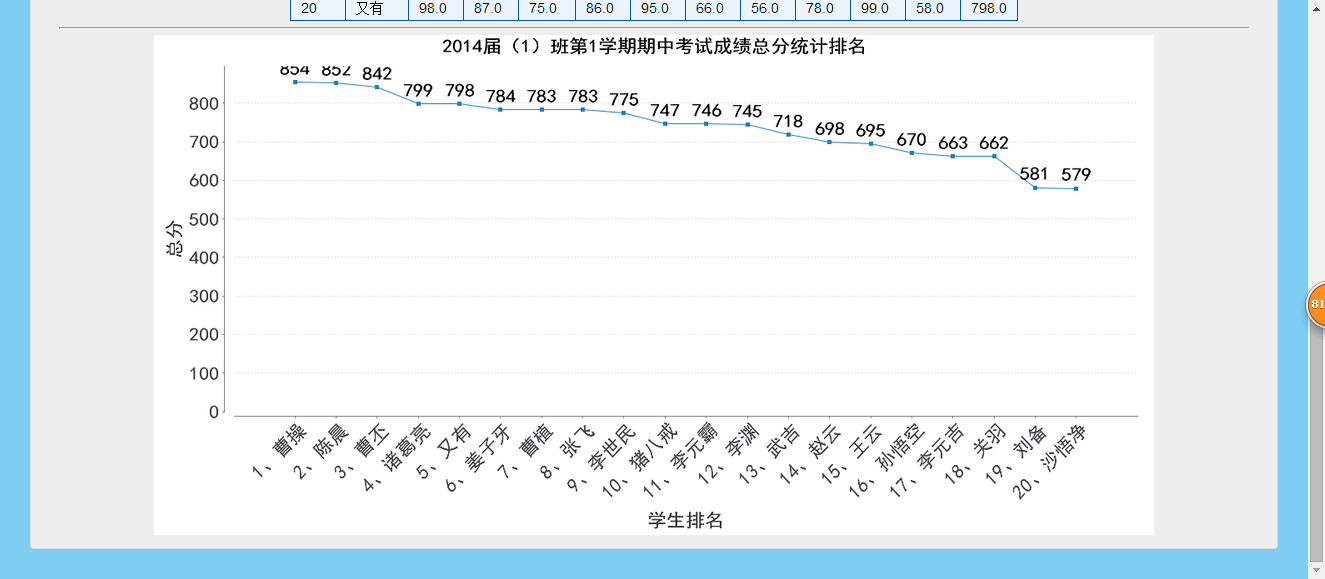 20 又有 98.0 87.0 75.0 86.0 95.0 66.0 56.0 78.0 99.0 58.0 798.0
2014届（1）班第1学期期中考试成绩总分统计排名
854 852 842 799 798 784 783 783 775 747 746 745 718 698 695 670 663 662 581 579
800
700
600
500
400
300
200
100
0
总分
1、曹操
2、陈晨
3、曹丕
4、诸葛亮
5、又有
6、姜子牙
7、曹植
8、张飞
9、李世民
10、猪八戒
11、李元霸
12、李渊
13、武吉
14、赵云
15、王云
16、孙悟空
17、李元吉
18、关羽
19、刘备
20、沙悟净
学生排名
81